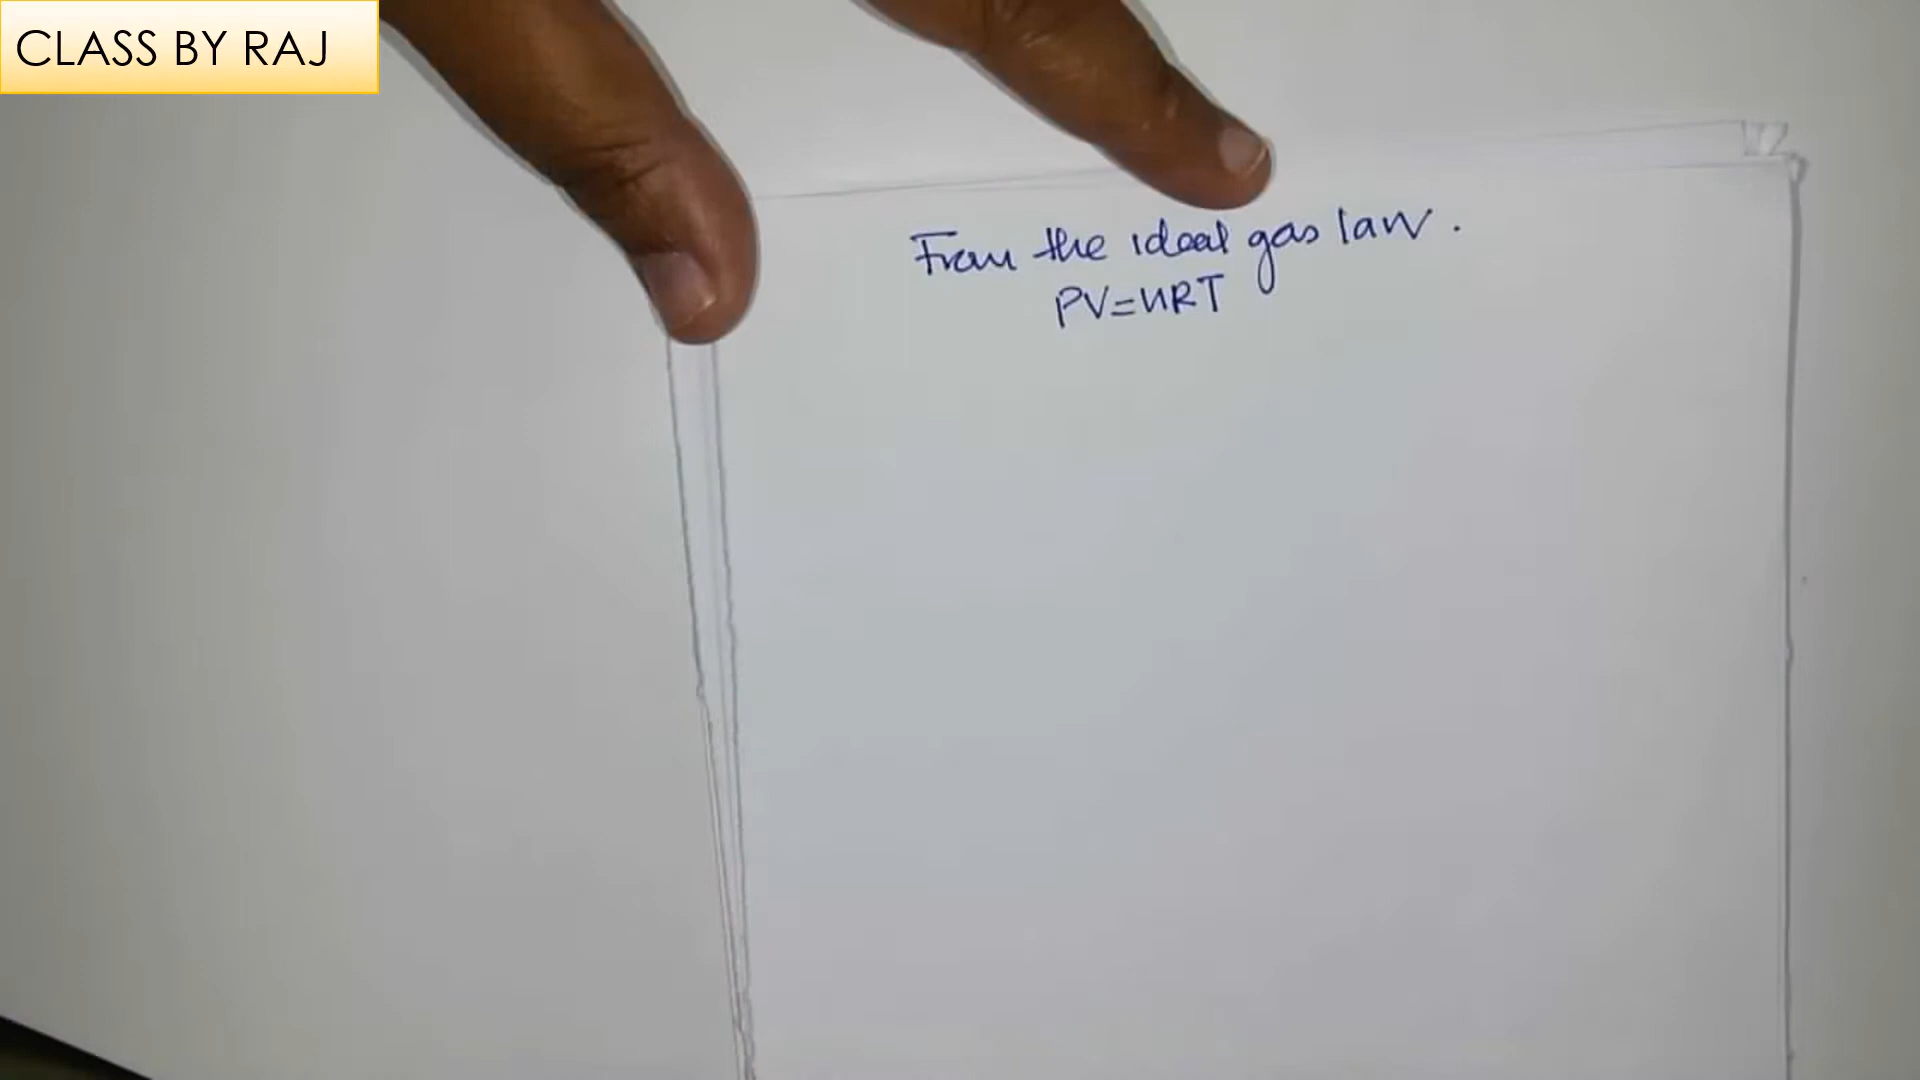 CLASS BY RAJ
From the ideal gas law.
PV=nRT